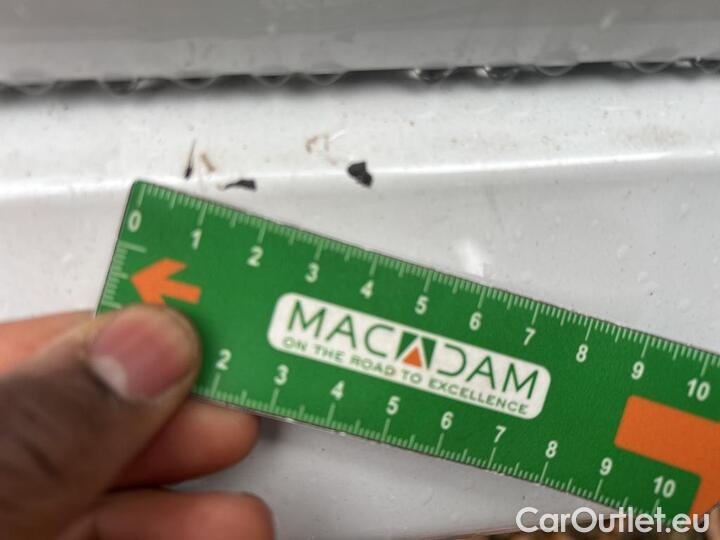 0 1 2 3 4 5 6 7 8 9 10
MACADAM
ON THE ROAD TO EXCELLENCE
2 3 4 5 6 7 8 9 10
CarOutlet.eu